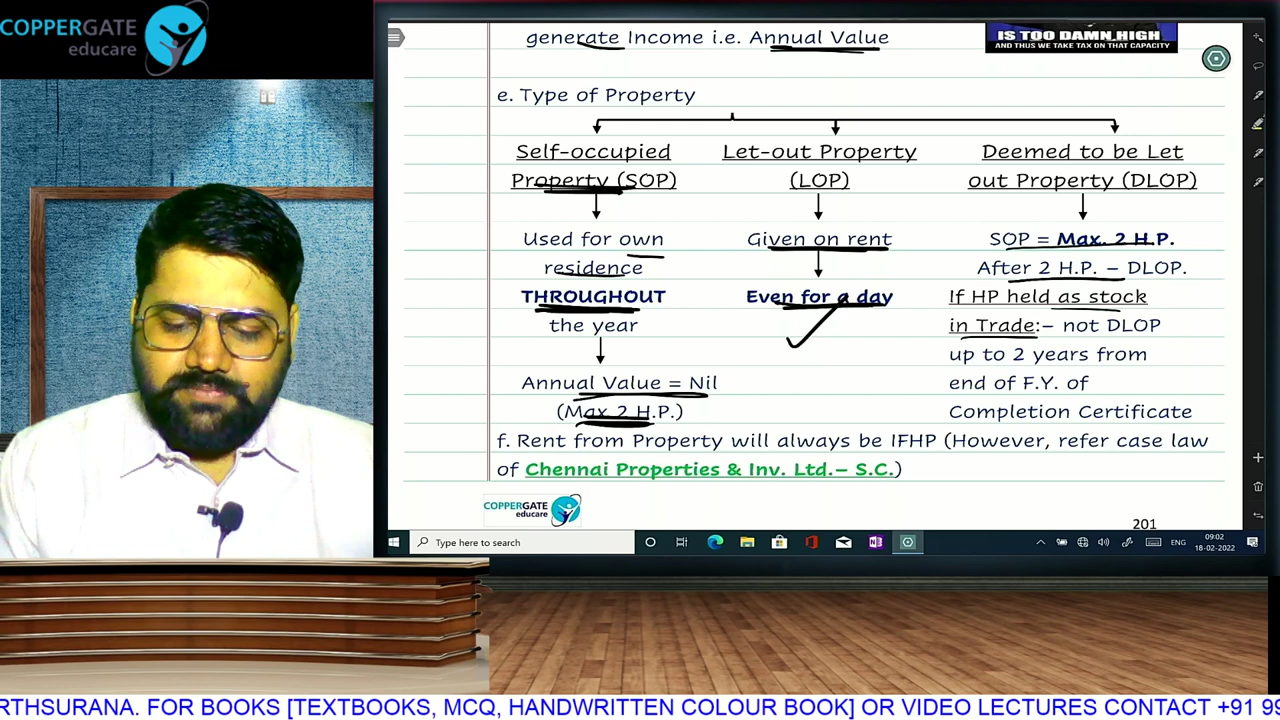 COPPERGATE
educare
generate Income i.e. Annual Value
IS TOO DAMN HIGH
AND THUS WE TAKE TAX ON THAT CAPACITY
e. Type of Property
Self-occupied
Property (SOP)
Used for own
residence
THROUGHOUT
the year
Annual Value = Nil
(Max 2 H.P.)
Let-out Property
(LOP)
Given on rent
Even for a day
Deemed to be Let
out Property (DLOP)
SOP = Max. 2 H.P.
After 2 H.P. – DLOP.
If HP held as stock
in Trade:– not DLOP
up to 2 years from
end of F.Y. of
Completion Certificate
f. Rent from Property will always be IFHP (However, refer case law
of Chennai Properties & Inv. Ltd.– S.C.)
COPPERGATE
educare
201
Type here to search
ENG
09:02
18-02-2022
RTHSURANA. FOR BOOKS [TEXTBOOKS, MCQ, HANDWRITTEN COLOUR BOOK] OR VIDEO LECTURES CONTACT +91 99